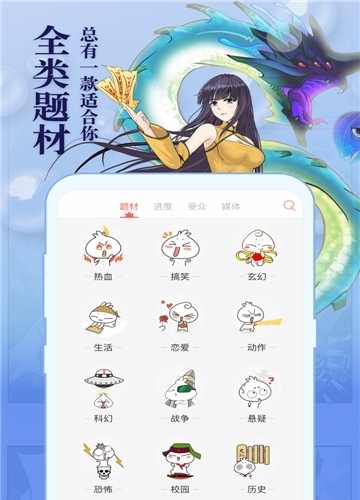 总有一款适合你
全类题材
题材 进度 受众 媒体
热血 搞笑 玄幻
生活 恋爱 动作
科幻 战争 悬疑
恐怖 校园 历史